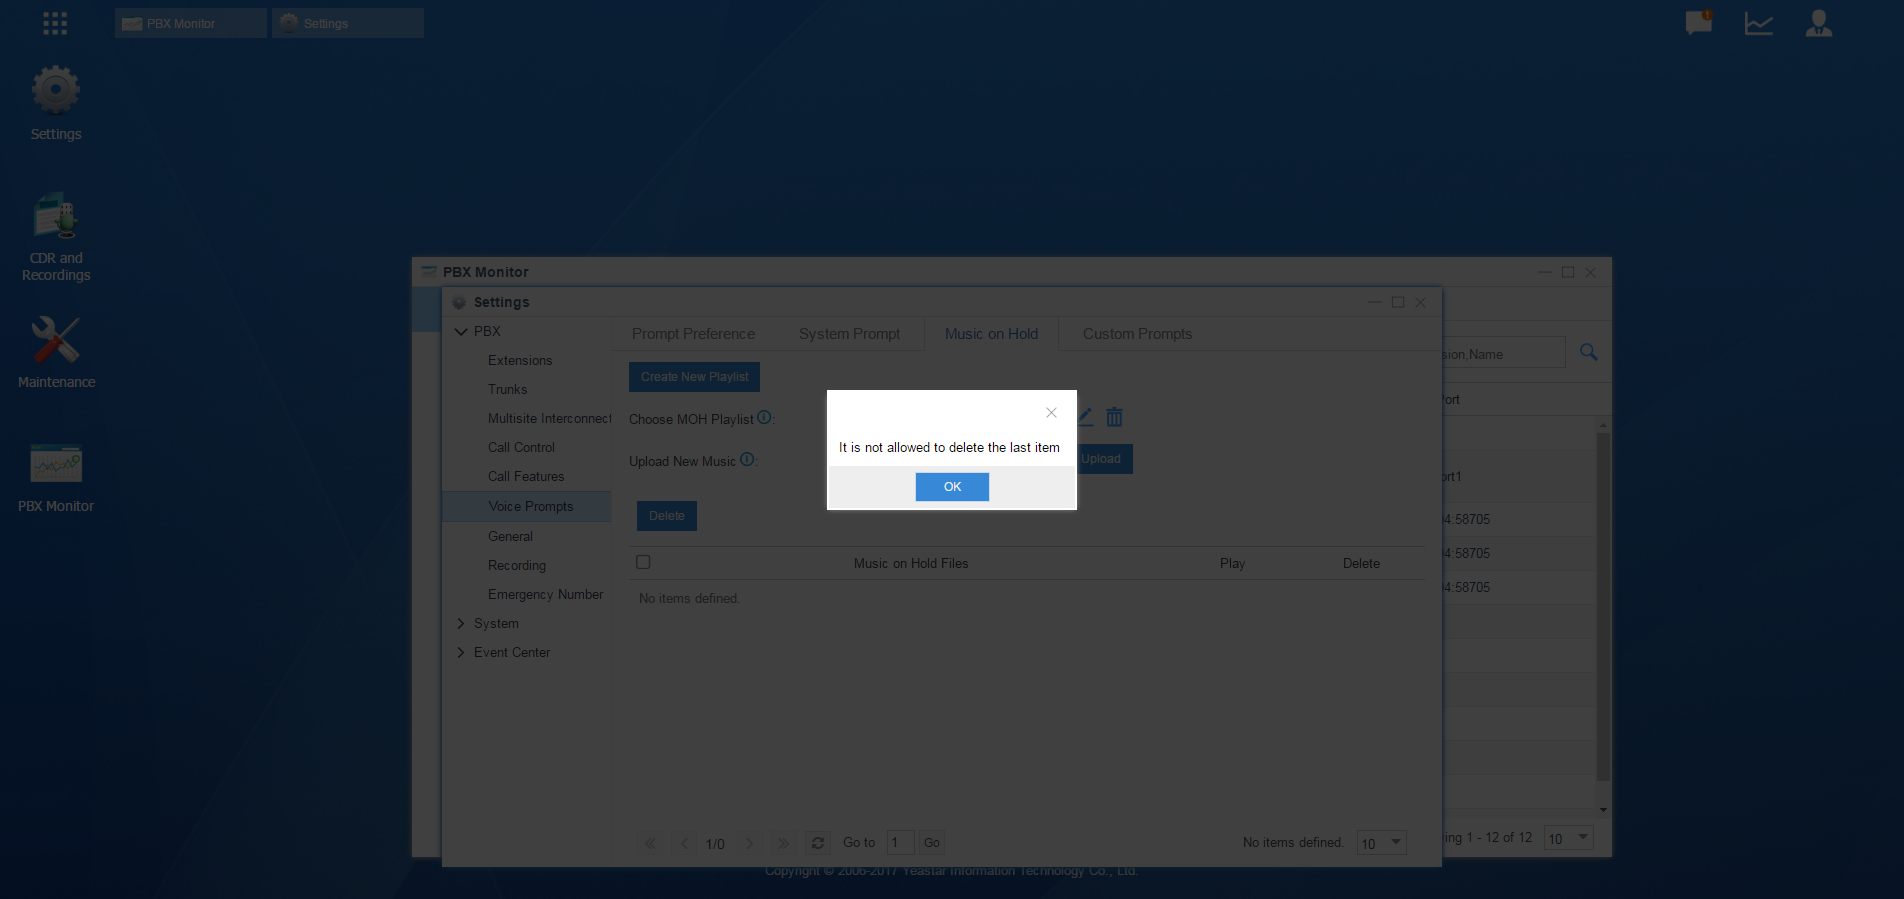 PBX Monitor
Settings
1
Settings
CDR and
Recordings
Maintenance
PBX Monitor
PBX Monitor
Settings
PBX
Extensions
Trunks
Multisite Interconnect
Call Control
Call Features
Voice Prompts
General
Recording
Emergency Number
System
Event Center
Prompt Preference
System Prompt
Music on Hold
Custom Prompts
Create New Playlist
Choose MOH Playlist :
Upload New Music :
Upload
Delete
Music on Hold Files
Play
Delete
No items defined.
1/0
Go to
1
Go
No items defined.
10
It is not allowed to delete the last item
OK
sion,Name
Port
ort1
4:58705
4:58705
4:58705
ing 1 - 12 of 12
10
Copyright © 2006-2017 Yeastar Information Technology Co., Ltd.